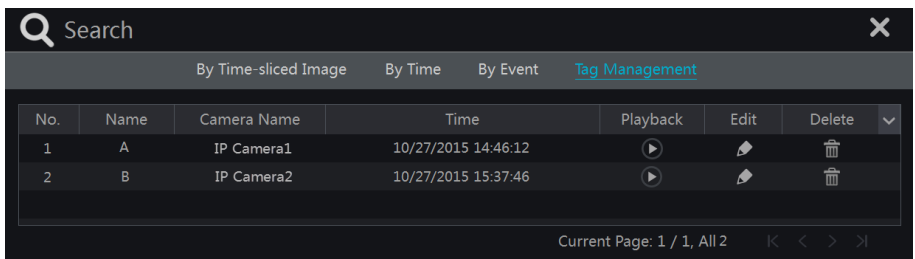 Search
By Time-sliced Image By Time By Event Tag Management
No. Name Camera Name Time Playback Edit Delete
1 A IP Camera1 10/27/2015 14:46:12
2 B IP Camera2 10/27/2015 15:37:46
Current Page: 1 / 1, All 2